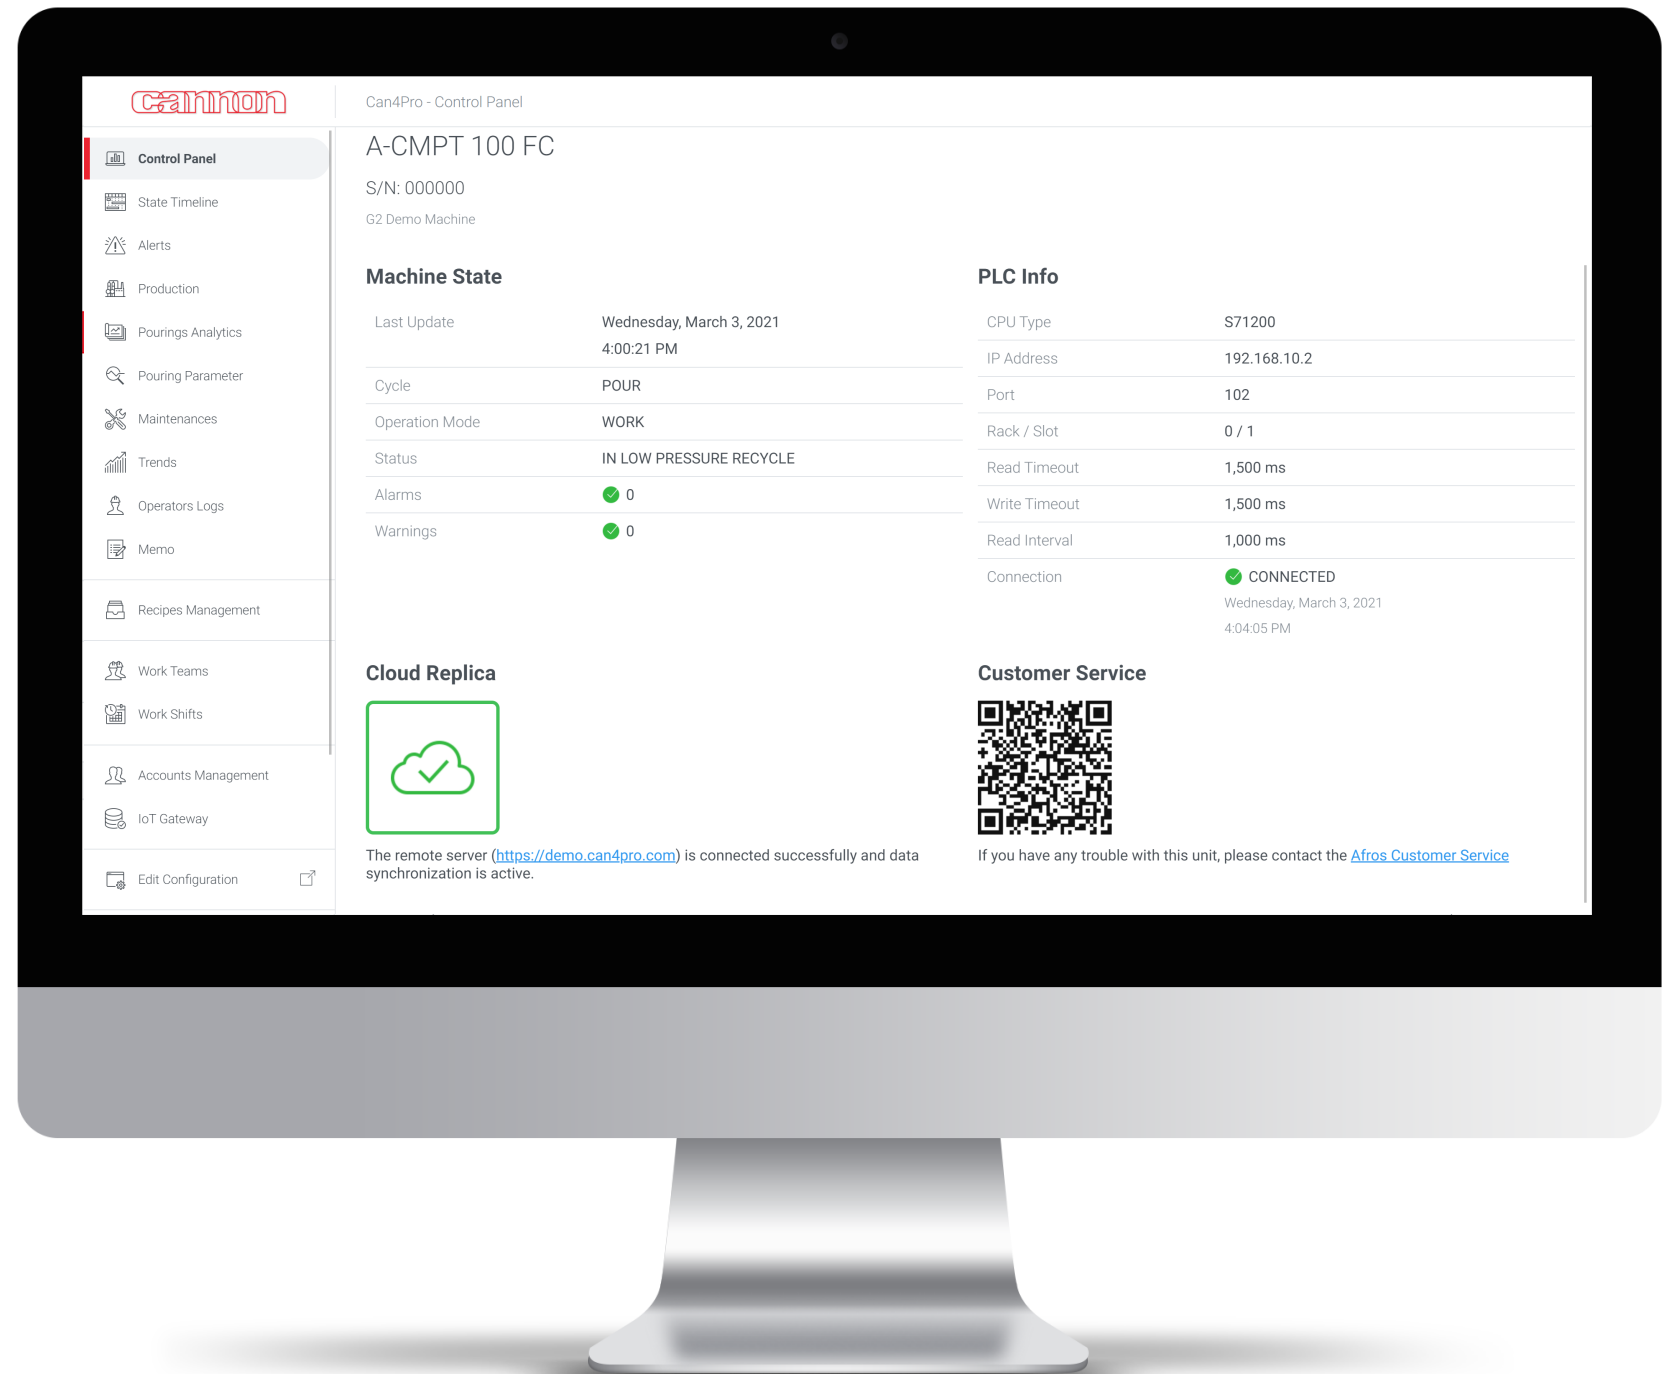 cannon
Can4Pro - Control Panel
Control Panel
State Timeline
Alerts
Production
Pourings Analytics
Pouring Parameter
Maintenances
Trends
Operators Logs
Memo
Recipes Management
Work Teams
Work Shifts
Accounts Management
IoT Gateway
Edit Configuration
A-CMPT 100 FC
S/N: 000000
G2 Demo Machine
Machine State
Last Update Wednesday, March 3, 2021
4:00:21 PM
Cycle POUR
Operation Mode WORK
Status IN LOW PRESSURE RECYCLE
Alarms 0
Warnings 0
PLC Info
CPU Type S71200
IP Address 192.168.10.2
Port 102
Rack / Slot 0 / 1
Read Timeout 1,500 ms
Write Timeout 1,500 ms
Read Interval 1,000 ms
Connection CONNECTED
Wednesday, March 3, 2021
4:04:05 PM
Cloud Replica
The remote server (https://demo.can4pro.com) is connected successfully and data
synchronization is active.
Customer Service
If you have any trouble with this unit, please contact the Afros Customer Service